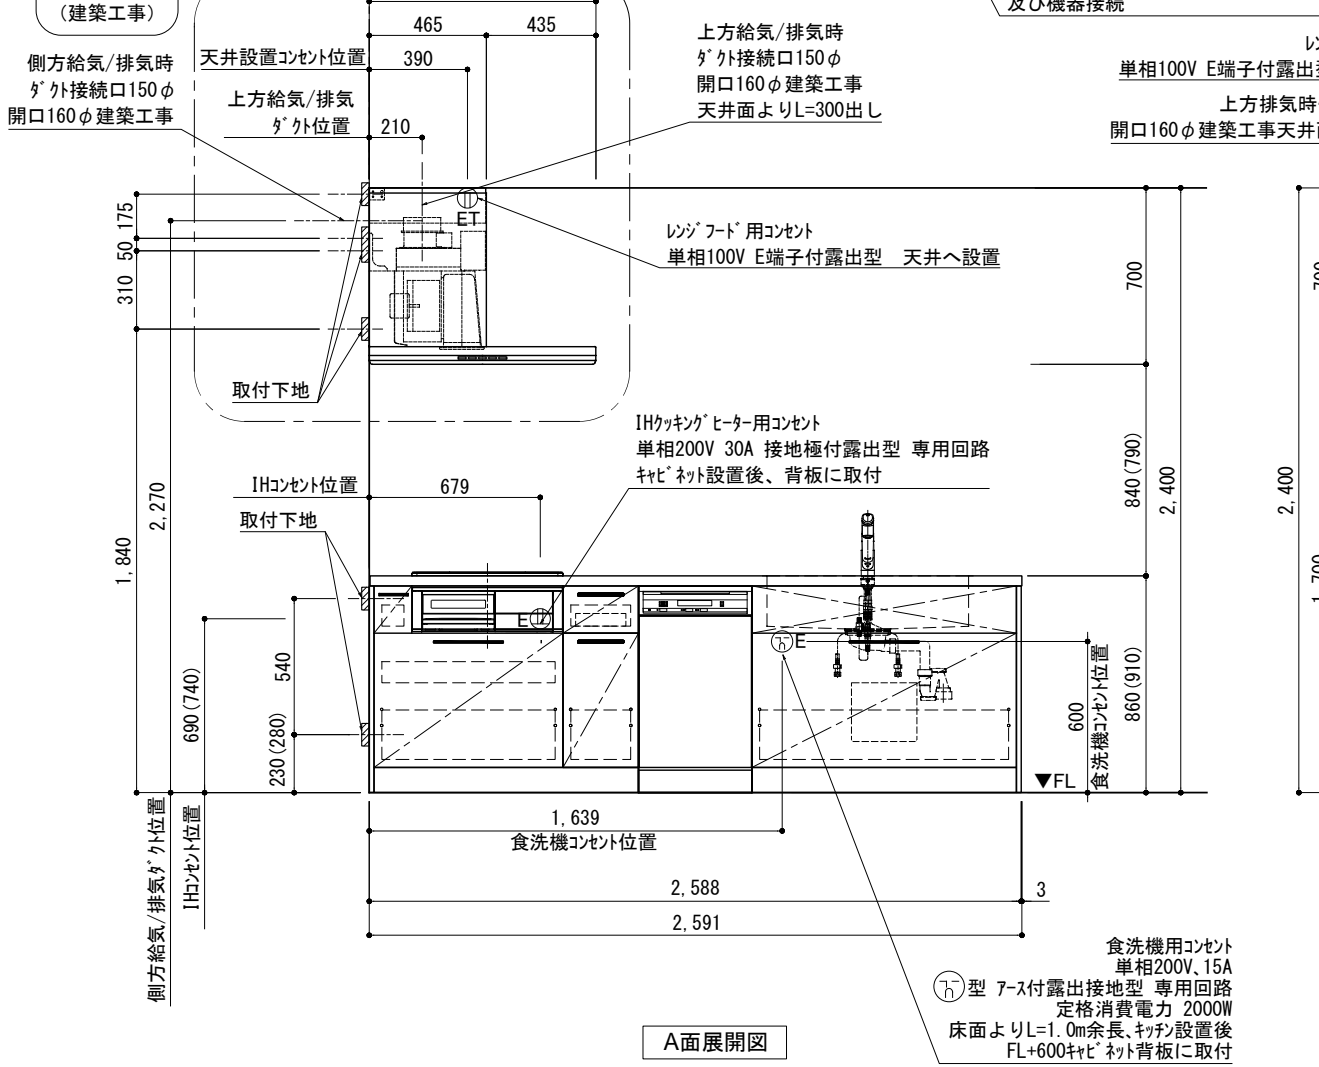 (建築工事)
及び機器接続
465
435
側方給気/排気時
ダクト接続口150φ
開口160φ建築工事
天井設置コンセント位置
390
上方給気/排気時
ダクト接続口150φ
開口160φ建築工事
天井面よりL=300出し
単相100V E端子付露出型
上方給気/排気
ダクト位置
210
上方排気時
開口160φ建築工事天井面
ET
レンジフード用コンセント
単相100V E端子付露出型 天井へ設置
175
50
310
700
700
取付下地
IHクッキングヒーター用コンセント
単相200V 30A 接地極付露出型 専用回路
キャビネット設置後、背板に取付
IHコンセント位置
679
取付下地
2,270
1,840
840(790)
2,400
2,400
1,700
E
E
540
690(740)
230(280)
600
食洗機コンセント位置
860(910)
▼FL
側方給気/排気ダクト位置
IHコンセント位置
1,639
食洗機コンセント位置
2,588
3
2,591
食洗機用コンセント
単相200V、15A
型 アース付露出接地型 専用回路
定格消費電力 2000W
床面よりL=1.0m余長、キッチン設置後
FL+600キャビネット背板に取付
A面展開図